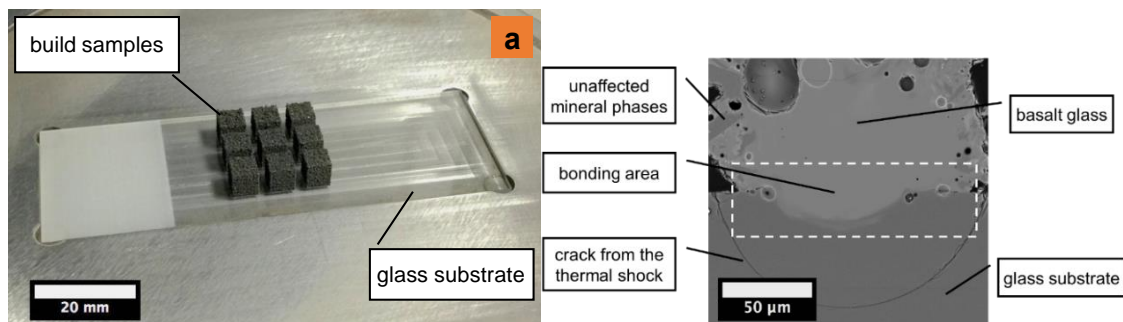 build samples
a
glass substrate
20 mm
unaffected
mineral phases
basalt glass
bonding area
crack from the
thermal shock
glass substrate
50 µm